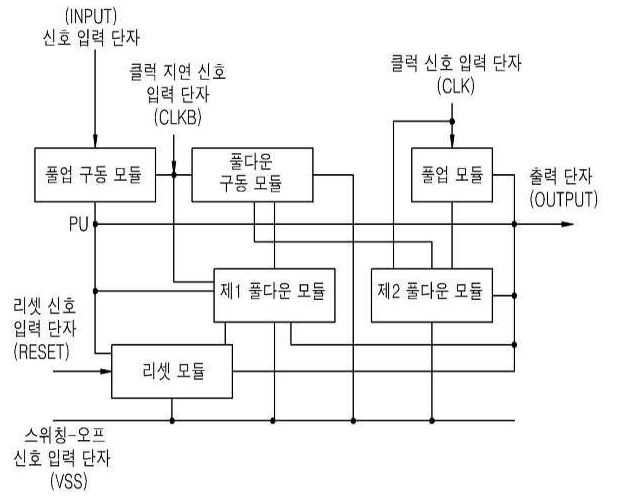 (INPUT)
신호 입력 단자
클럭 지연 신호
입력 단자
(CLKB)
클럭 신호 입력 단자
(CLK)
풀업 구동 모듈
풀다운
구동 모듈
풀업 모듈
출력 단자
(OUTPUT)
PU
제1 풀다운 모듈
제2 풀다운 모듈
리셋 신호
입력 단자
(RESET)
리셋 모듈
스위칭-오프
신호 입력 단자
(VSS)